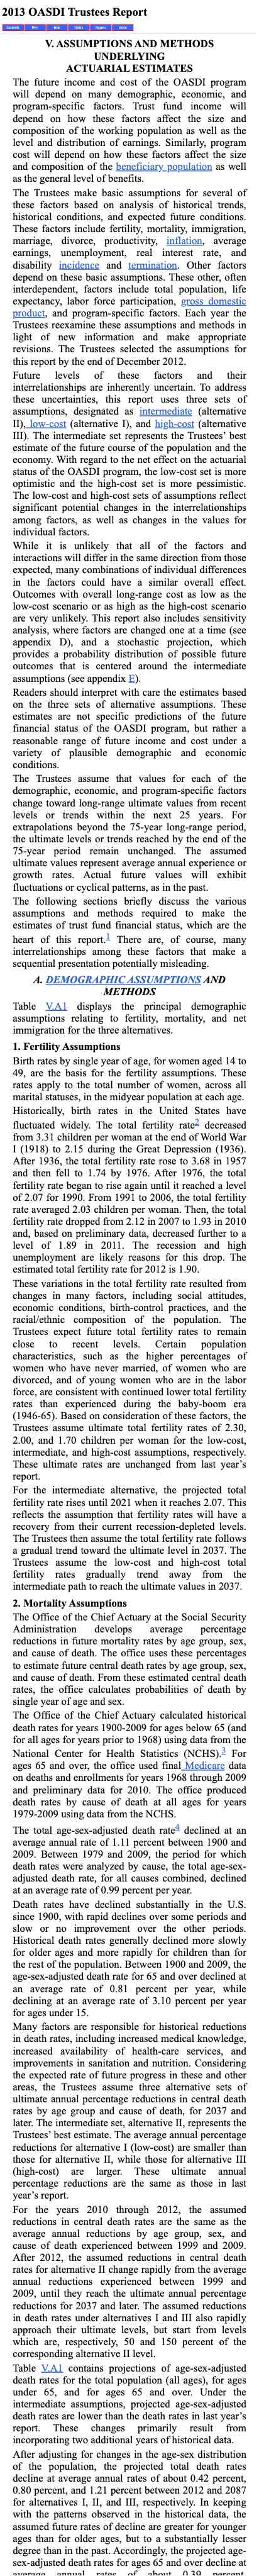 2013 OASDI Trustees Report
V. ASSUMPTIONS AND METHODS
UNDERLYING
ACTUARIAL ESTIMATES
The future income and cost of the OASDI program
will depend on many demographic, economic, and
program-specific factors. Trust fund income will
depend on how these factors affect the size and
composition of the working population as well as the
level and distribution of earnings. Similarly, program
cost will depend on how these factors affect the size
and composition of the beneficiary population as well
as the general level of benefits.
The Trustees make basic assumptions for several of
these factors based on analysis of historical trends,
historical conditions, and expected future conditions.
These factors include fertility, mortality, immigration,
marriage, divorce, productivity, inflation, average
earnings, unemployment, real interest rate, and
disability incidence and termination. Other factors
depend on these basic assumptions. These other, often
interdependent, factors include total population, life
expectancy, labor force participation, gross domestic
product, and program-specific factors. Each year the
Trustees reexamine these assumptions and methods in
light of new information and make appropriate
revisions. The Trustees selected the assumptions for
this report by the end of December 2012.
Future levels of these factors and their
interrelationships are inherently uncertain. To address
these uncertainties, this report uses three sets of
assumptions, designated as intermediate (alternative
II), low-cost (alternative I), and high-cost (alternative
III). The intermediate set represents the Trustees' best
estimate of the future course of the population and the
economy. With regard to the net effect on the actuarial
status of the OASDI program, the low-cost set is more
optimistic and the high-cost set is more pessimistic.
The low-cost and high-cost sets of assumptions reflect
significant potential changes in the interrelationships
among factors, as well as changes in the values for
individual factors.
While it is unlikely that all of the factors and
interactions will differ in the same direction from those
expected, many combinations of individual differences
in the factors could have a similar overall effect.
Outcomes with overall long-range cost as low as the
low-cost scenario or as high as the high-cost scenario
are very unlikely. This report also includes sensitivity
analysis, where factors are changed one at a time (see
appendix D), and a stochastic projection, which
provides a probability distribution of possible future
outcomes that is centered around the intermediate
assumptions (see appendix E).
Readers should interpret with care the estimates based
on the three sets of alternative assumptions. These
estimates are not specific predictions of the future
financial status of the OASDI program, but rather a
reasonable range of future income and cost under a
variety of plausible demographic and economic
conditions.
The Trustees assume that values for each of the
demographic, economic, and program-specific factors
change toward long-range ultimate values from recent
levels or trends within the next 25 years. For
extrapolations beyond the 75-year long-range period,
the ultimate levels or trends reached by the end of the
75-year period remain unchanged. The assumed
ultimate values represent average annual experience or
growth rates. Actual future values will exhibit
fluctuations or cyclical patterns, as in the past.
The following sections briefly discuss the various
assumptions and methods required to make the
estimates of trust fund financial status, which are the
heart of this report.1 There are, of course, many
interrelationships among these factors that make a
sequential presentation potentially misleading.
A. DEMOGRAPHIC ASSUMPTIONS AND
METHODS
Table V.A1 displays the principal demographic
assumptions relating to fertility, mortality, and net
immigration for the three alternatives.
1. Fertility Assumptions
Birth rates by single year of age, for women aged 14 to
49, are the basis for the fertility assumptions. These
rates apply to the total number of women, across all
marital statuses, in the midyear population at each age.
Historically, birth rates in the United States have
fluctuated widely. The total fertility rate2 decreased
from 3.31 children per woman at the end of World War
I (1918) to 2.15 during the Great Depression (1936).
After 1936, the total fertility rate rose to 3.68 in 1957
and then fell to 1.74 by 1976. After 1976, the total
fertility rate began to rise again until it reached a level
of 2.07 for 1990. From 1991 to 2006, the total fertility
rate averaged 2.03 children per woman. Then, the total
fertility rate dropped from 2.12 in 2007 to 1.93 in 2010
and, based on preliminary data, decreased further to a
level of 1.89 in 2011. The recession and high
unemployment are likely reasons for this drop. The
estimated total fertility rate for 2012 is 1.90.
These variations in the total fertility rate resulted from
changes in many factors, including social attitudes,
economic conditions, birth-control practices, and the
racial/ethnic composition of the population. The
Trustees expect future total fertility rates to remain
close to recent levels. Certain population
characteristics, such as the higher percentages of
women who have never married, of women who are
divorced, and of young women who are in the labor
force, are consistent with continued lower total fertility
rates than experienced during the baby-boom era
(1946-65). Based on consideration of these factors, the
Trustees assume ultimate total fertility rates of 2.30,
2.00, and 1.70 children per woman for the low-cost,
intermediate, and high-cost assumptions, respectively.
These ultimate rates are unchanged from last year's
report.
For the intermediate alternative, the projected total
fertility rate rises until 2021 when it reaches 2.07. This
reflects the assumption that fertility rates will have a
recovery from their current recession-depleted levels.
The Trustees then assume the total fertility rate follows
a gradual trend toward the ultimate level in 2037. The
Trustees assume the low-cost and high-cost total
fertility rates gradually trend away from the
intermediate path to reach the ultimate values in 2037.
2. Mortality Assumptions
The Office of the Chief Actuary at the Social Security
Administration develops average percentage
reductions in future mortality rates by age group, sex,
and cause of death. The office uses these percentages
to estimate future central death rates by age group, sex,
and cause of death. From these estimated central death
rates, the office calculates probabilities of death by
single year of age and sex.
The Office of the Chief Actuary calculated historical
death rates for years 1900-2009 for ages below 65 (and
for all ages for years prior to 1968) using data from the
National Center for Health Statistics (NCHS).3 For
ages 65 and over, the office used final Medicare data
on deaths and enrollments for years 1968 through 2009
and preliminary data for 2010. The office produced
death rates by cause of death at all ages for years
1979-2009 using data from the NCHS.
The total age-sex-adjusted death rate4 declined at an
average annual rate of 1.11 percent between 1900 and
2009. Between 1979 and 2009, the period for which
death rates were analyzed by cause, the total age-sex-
adjusted death rate, for all causes combined, declined
at an average rate of 0.99 percent per year.
Death rates have declined substantially in the U.S.
since 1900, with rapid declines over some periods and
slow or no improvement over the other periods.
Historical death rates generally declined more slowly
for older ages and more rapidly for children than for
the rest of the population. Between 1900 and 2009, the
age-sex-adjusted death rate for 65 and over declined at
an average rate of 0.81 percent per year, while
declining at an average rate of 3.10 percent per year
for ages under 15.
Many factors are responsible for historical reductions
in death rates, including increased medical knowledge,
increased availability of health-care services, and
improvements in sanitation and nutrition. Considering
the expected rate of future progress in these and other
areas, the Trustees assume three alternative sets of
ultimate annual percentage reductions in central death
rates by age group and cause of death, for 2037 and
later. The intermediate set, alternative II, represents the
Trustees' best estimate. The average annual percentage
reductions for alternative I (low-cost) are smaller than
those for alternative II, while those for alternative III
(high-cost) are larger. These ultimate annual
percentage reductions are the same as those in last
year's report.
For the years 2010 through 2012, the assumed
reductions in central death rates are the same as the
average annual reductions by age group, sex, and
cause of death experienced between 1999 and 2009.
After 2012, the assumed reductions in central death
rates for alternative II change rapidly from the average
annual reductions experienced between 1999 and
2009, until they reach the ultimate annual percentage
reductions for 2037 and later. The assumed reductions
in death rates under alternatives I and III also rapidly
approach their ultimate levels, but start from levels
which are, respectively, 50 and 150 percent of the
corresponding alternative II level.
Table V.A1 contains projections of age-sex-adjusted
death rates for the total population (all ages), for ages
under 65, and for ages 65 and over. Under the
intermediate assumptions, projected age-sex-adjusted
death rates are lower than the death rates in last year's
report. These changes primarily result from
incorporating two additional years of historical data.
After adjusting for changes in the age-sex distribution
of the population, the projected total death rates
decline at average annual rates of about 0.42 percent,
0.80 percent, and 1.21 percent between 2012 and 2087
for alternatives I, II, and III, respectively. In keeping
with the patterns observed in the historical data, the
assumed future rates of decline are greater for younger
ages than for older ages, but to a substantially lesser
degree than in the past. Accordingly, the projected age-
sex-adjusted death rates for ages 65 and over decline at
average annual rates of about 0.39 percent